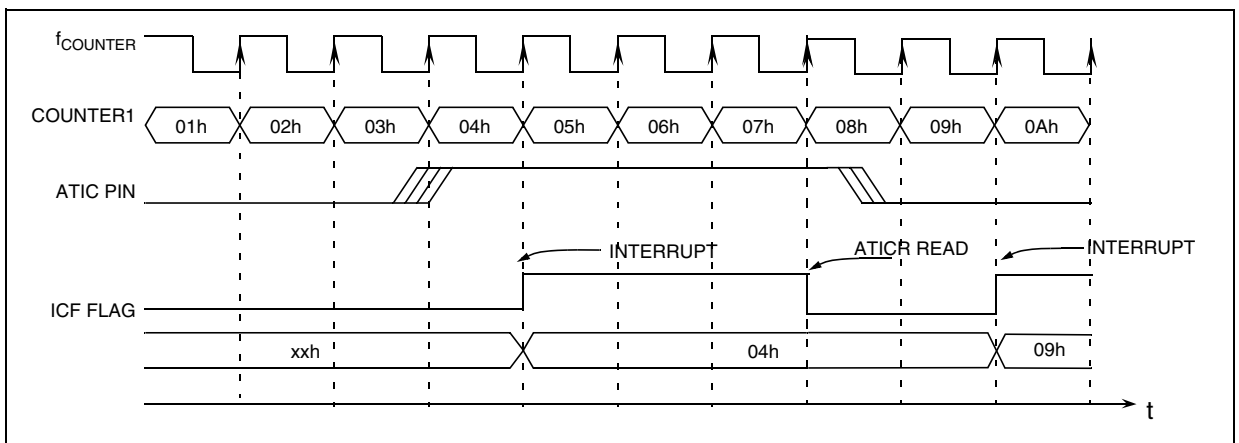 fCOUNTER
COUNTER1 01h 02h 03h 04h 05h 06h 07h 08h 09h 0Ah
ATIC PIN
INTERRUPT ATICR READ INTERRUPT
ICF FLAG
xxh 04h 09h
t